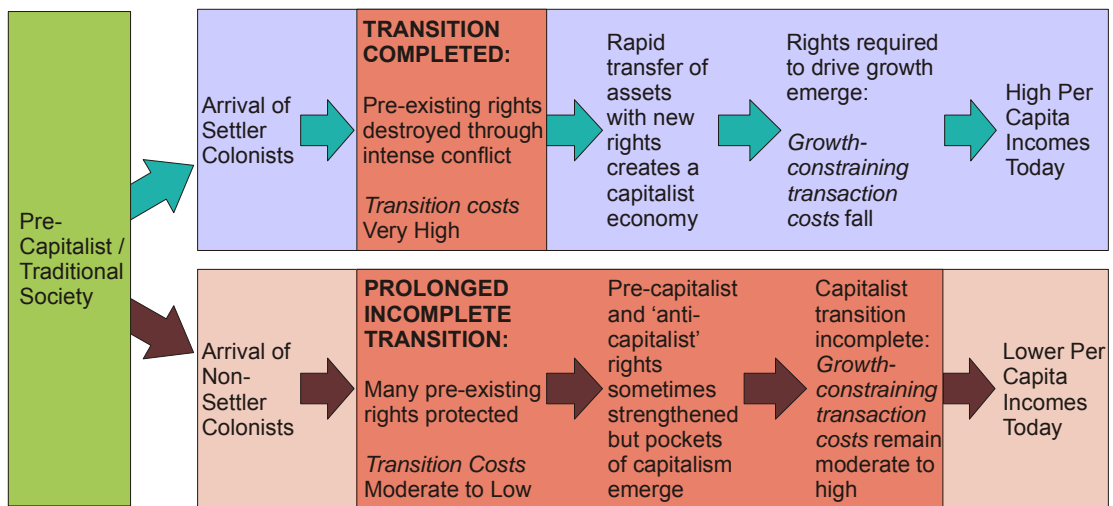 Pre-
Capitalist /
Traditional
Society
Arrival of
Settler
Colonists
TRANSITION
COMPLETED:
Pre-existing rights
destroyed through
intense conflict
Transition costs
Very High
Rapid
transfer of
assets
with new
rights
creates a
capitalist
economy
Rights required
to drive growth
emerge:
Growth-
constraining
transaction
costs fall
High Per
Capita
Incomes
Today
Arrival of
Non-
Settler
Colonists
PROLONGED
INCOMPLETE
TRANSITION:
Many pre-existing
rights protected
Transition Costs
Moderate to Low
Pre-capitalist
and ‘anti-
capitalist’
rights
sometimes
strengthened
but pockets
of capitalism
emerge
Capitalist
transition
incomplete:
Growth-
constraining
transaction
costs remain
moderate to
high
Lower Per
Capita
Incomes
Today